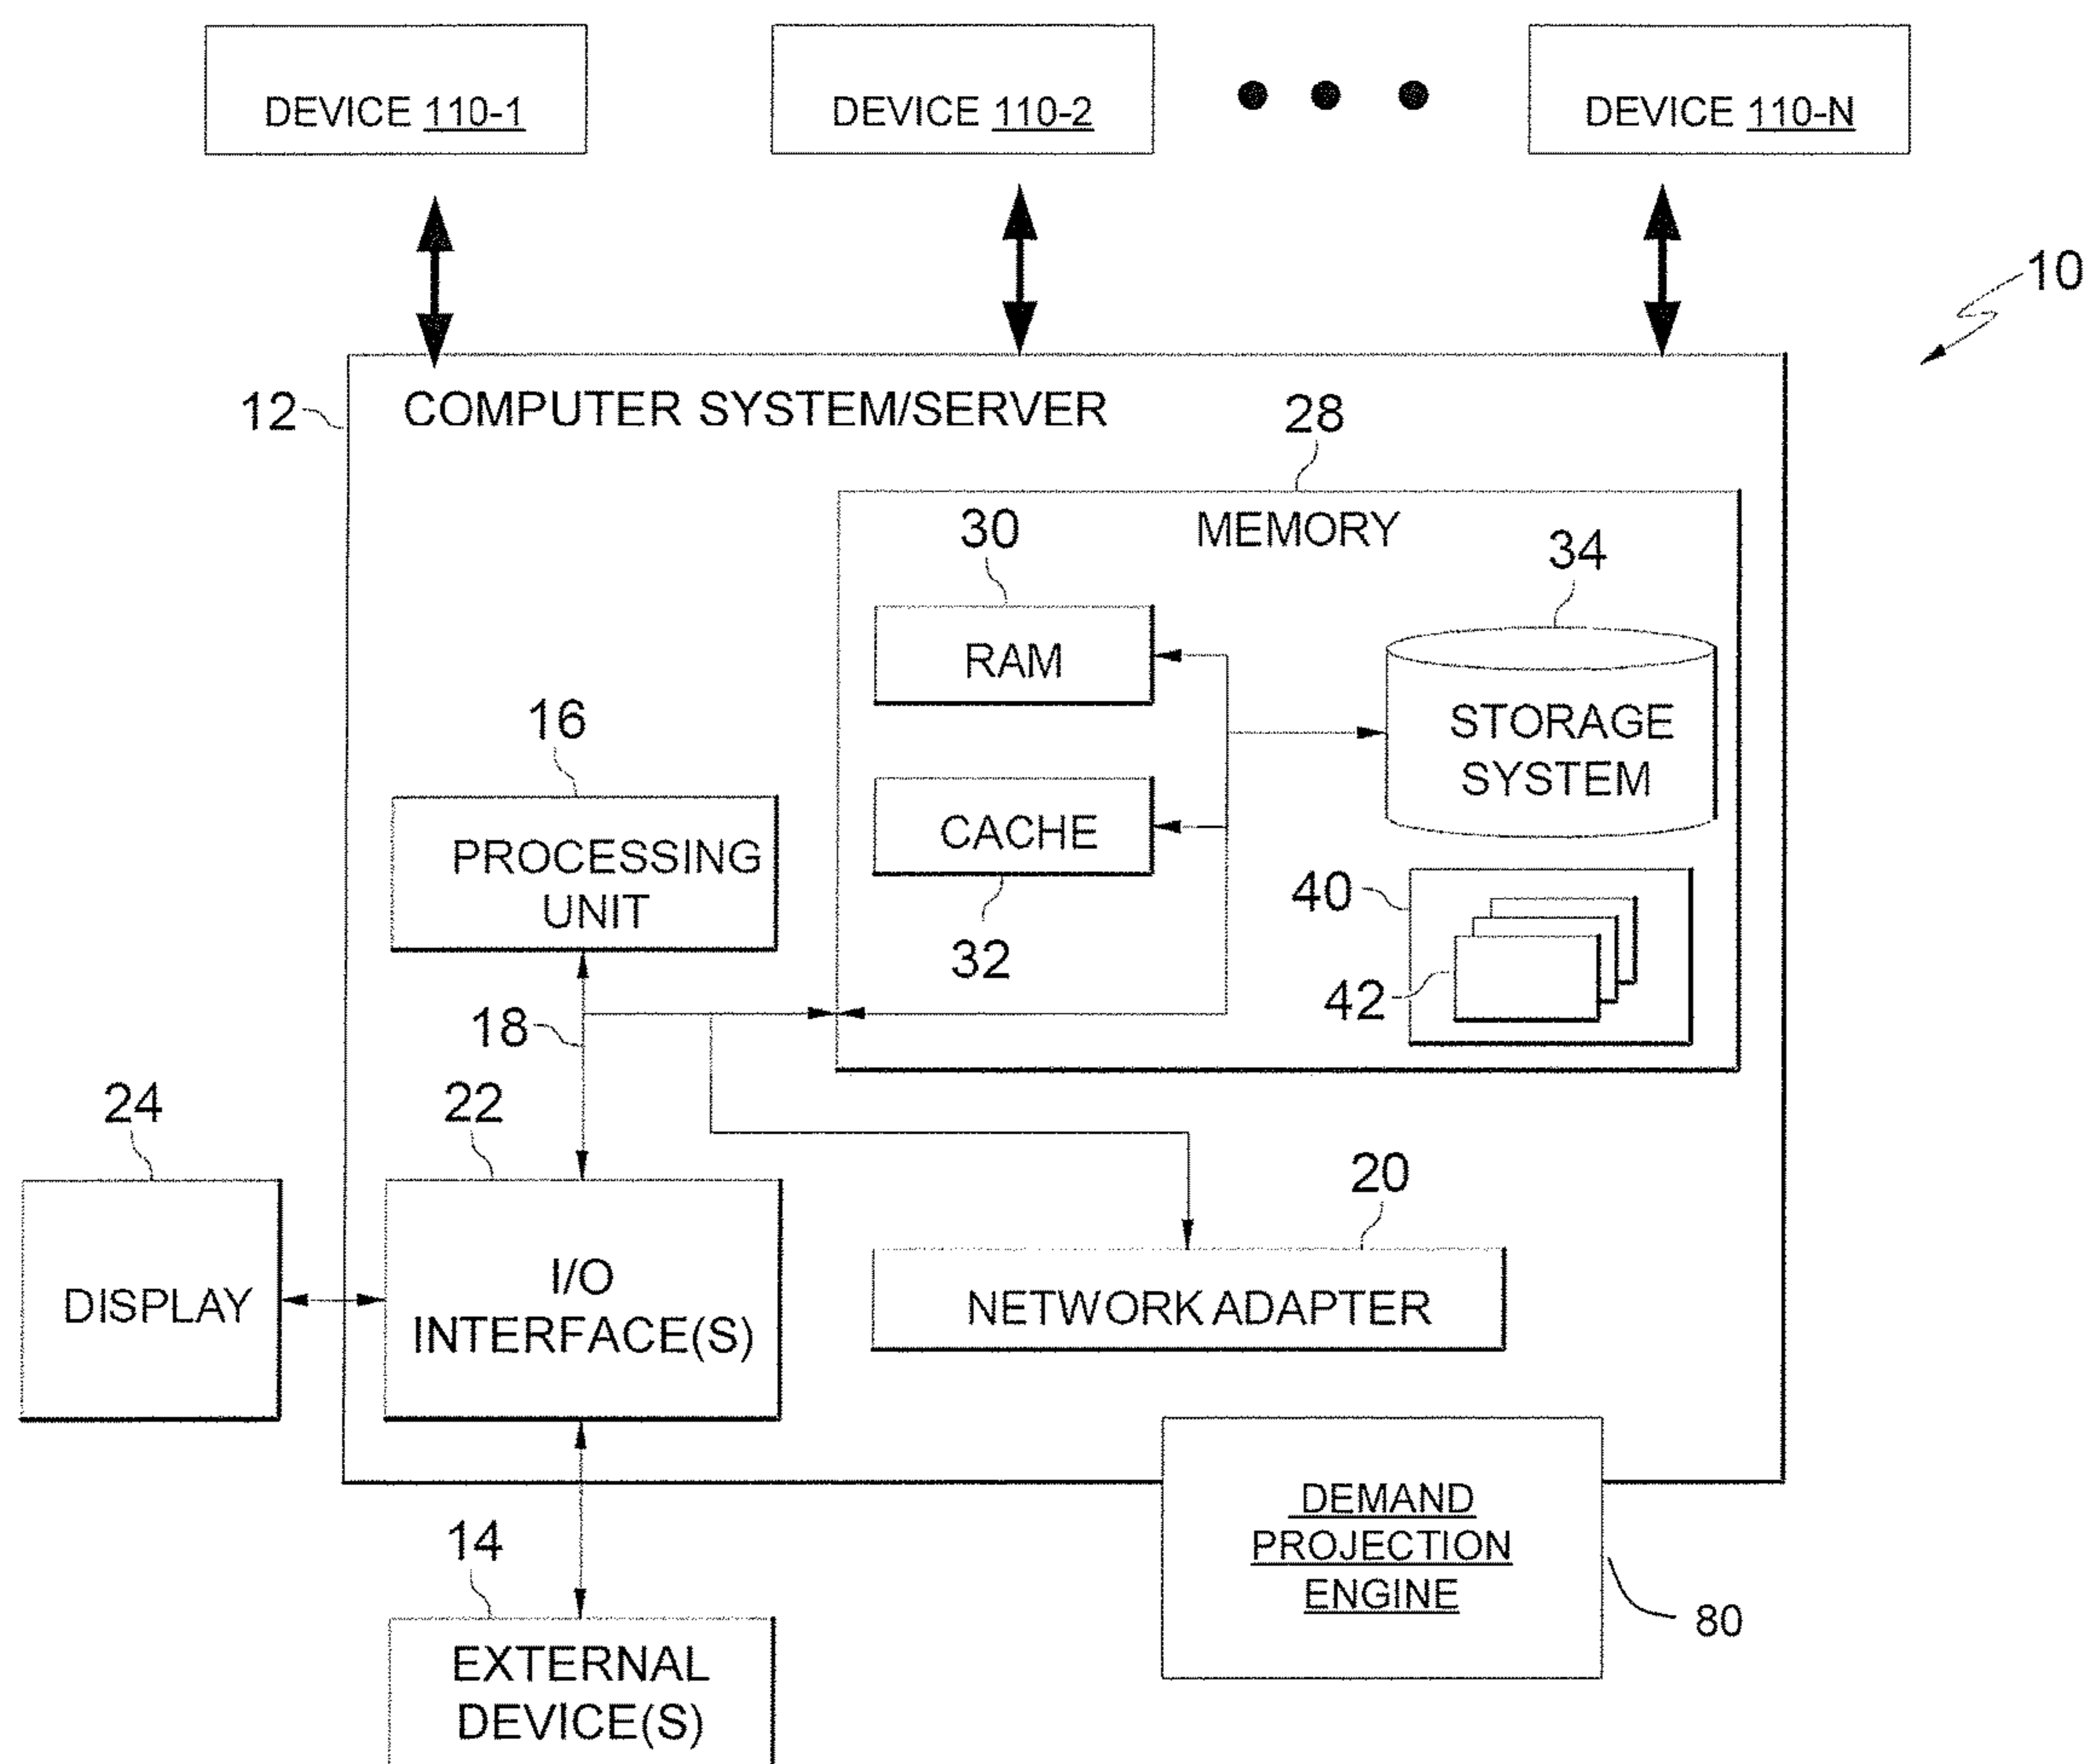 DEVICE 110-1
DEVICE 110-2
DEVICE 110-N
10
12
COMPUTER SYSTEM/SERVER
28
MEMORY
30
RAM
34
STORAGE
SYSTEM
16
PROCESSING
UNIT
CACHE
32
40
42
18
24
DISPLAY
22
I/O
INTERFACE(S)
20
NETWORK ADAPTER
14
EXTERNAL
DEVICE(S)
DEMAND
PROJECTION
ENGINE
80